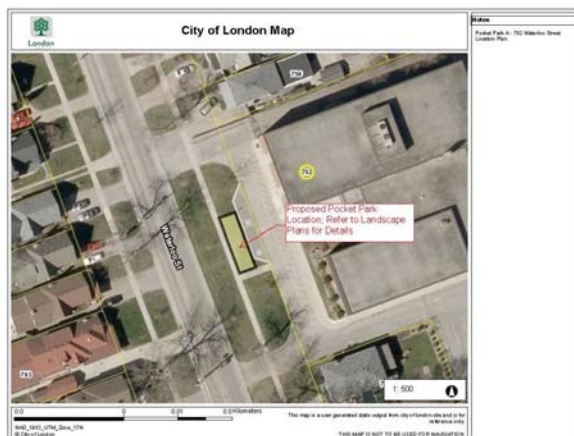 London
City of London Map
Notes
Pocket Park A - 782 Waterloo Street
Location Plan
Proposed Pocket Park
Location; Refer to Landscape
Plans for Details
Waterloo St
783
1: 500
0.0
0
0.01
0.0 Kilometers
NAD_1983_UTM_Zone_17N
© City of London
This map is a user generated static output from city of london site and is for
reference only.
THIS MAP IS NOT TO BE USED FOR NAVIGATION